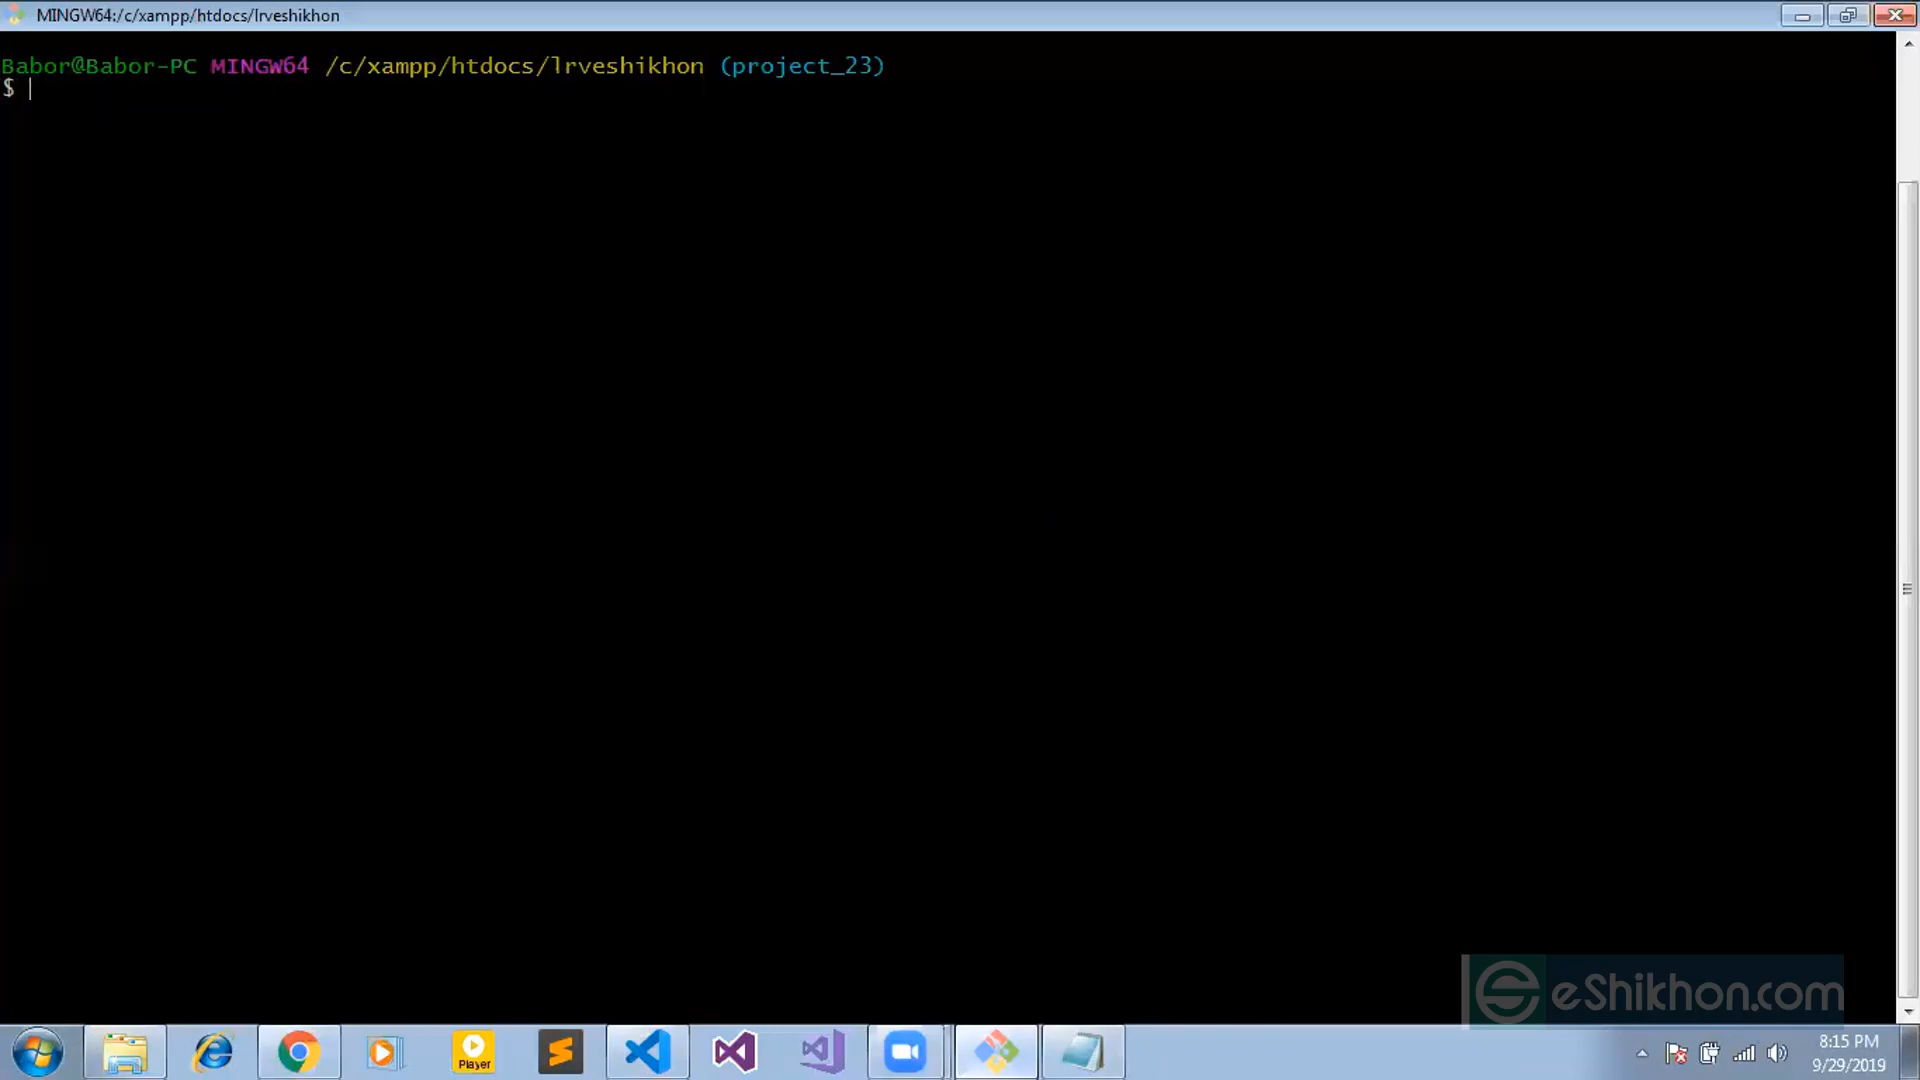 MINGW64:/c/xampp/htdocs/lrveshikhon
Babor@Babor-PC MINGW64 /c/xampp/htdocs/lrveshikhon (project_23)
$
eShikhon.com
Player
8:15 PM
9/29/2019